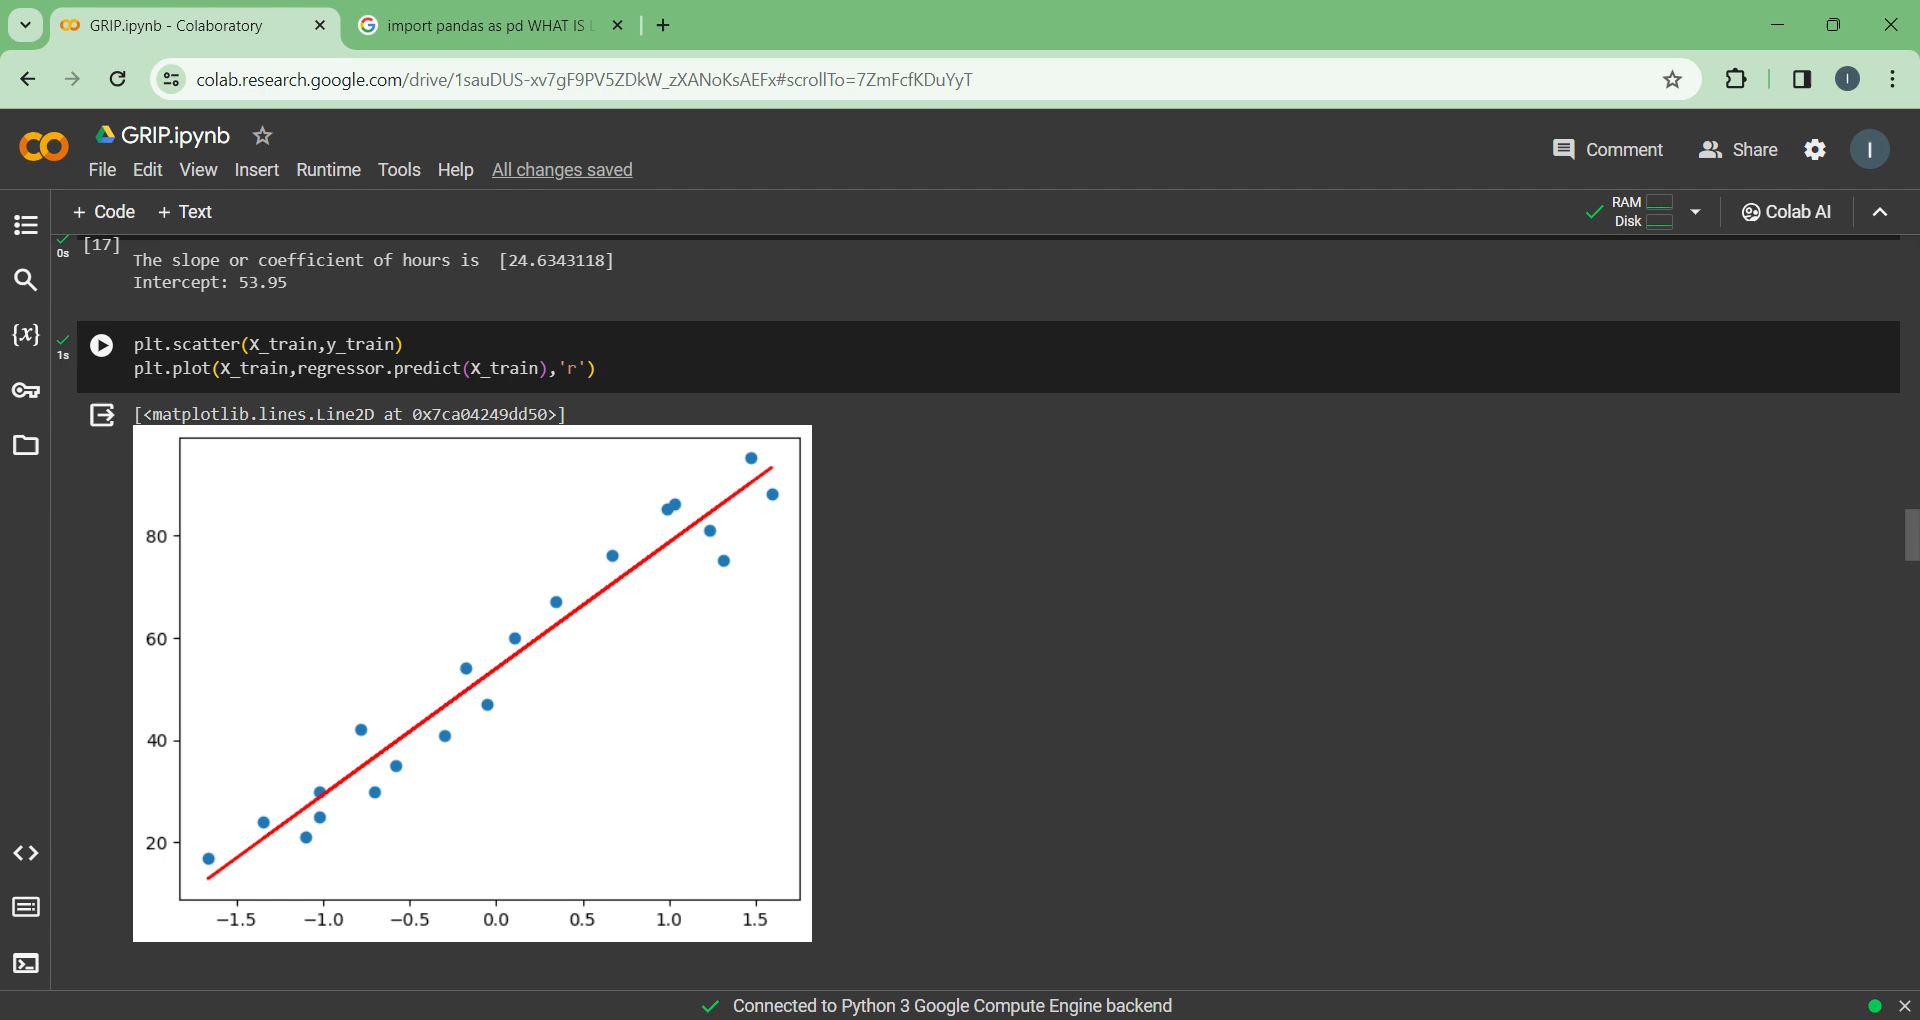 GRIP.ipynb - Colaboratory
import pandas as pd WHAT IS
colab.research.google.com/drive/1sauDUS-xv7gF9PV5ZDkW_zXANoKsAEFx#scrollTo=7ZmFcfKDuYyT
I
GRIP.ipynb
Comment
Share
I
File Edit View Insert Runtime Tools Help All changes saved
+ Code + Text
RAM
Disk
Colab AI
0s
[17]
The slope or coefficient of hours is [24.6343118]
Intercept: 53.95
1s
plt.scatter(X_train,y_train)
plt.plot(X_train,regressor.predict(X_train),'r')
[<matplotlib.lines.Line2D at 0x7ca04249dd50>]
80
60
40
20
−1.5 −1.0 −0.5 0.0 0.5 1.0 1.5
Connected to Python 3 Google Compute Engine backend